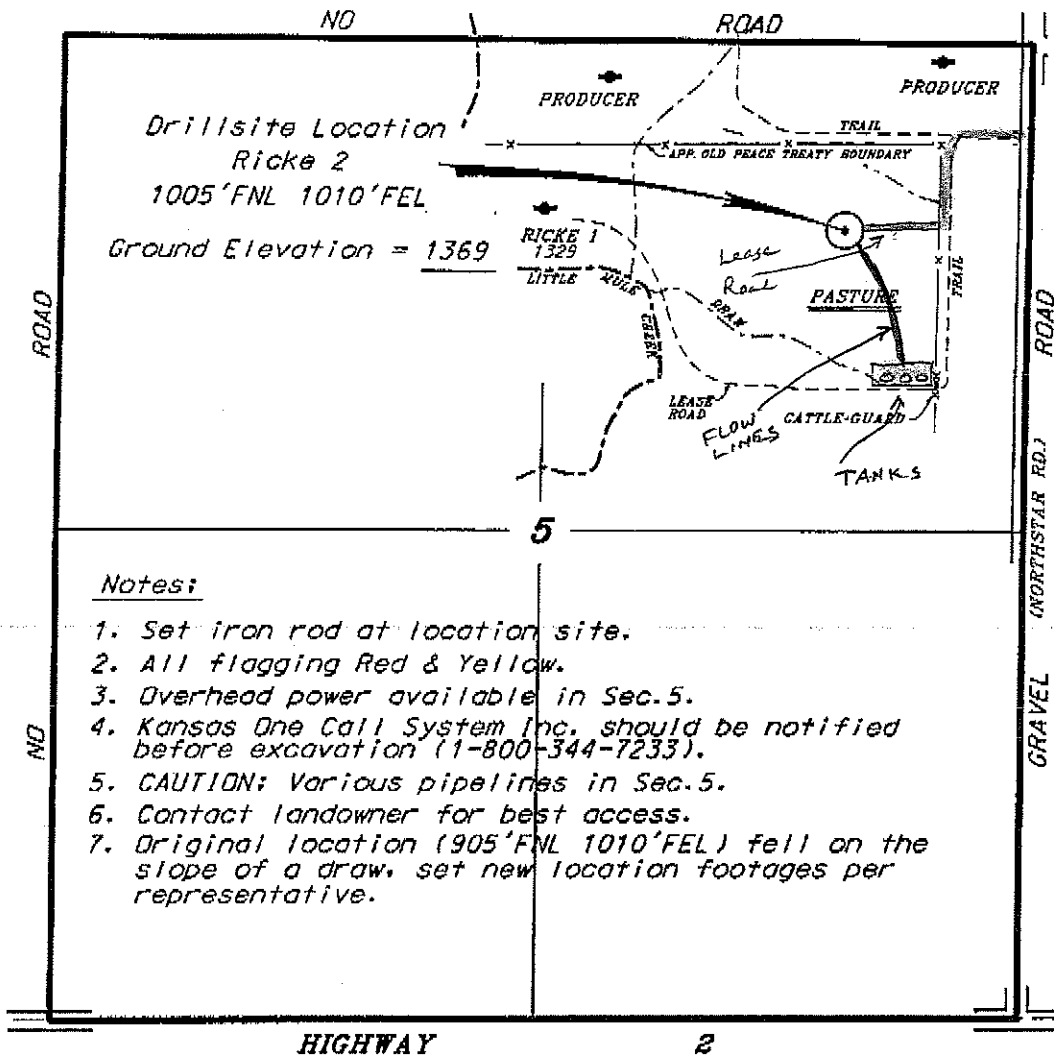 NO ROAD
PRODUCER
PRODUCER
Drillsite Location
Ricke 2
1005'FNL 1010'FEL
Ground Elevation = 1369
TRAIL
APP. OLD PEACE TREATY BOUNDARY
RICKE 1
1329
LITTLE MULE CREEK
Lease
Road
DRAW
PASTURE
TRAIL
LEASE
ROAD
CATTLE-GUARD
FLOW
LINES
TANKS
NO ROAD
GRAVEL (NORTHSTAR RD.) ROAD
5
Notes:
1. Set iron rod at location site.
2. All flagging Red & Yellow.
3. Overhead power available in Sec.5.
4. Kansas One Call System Inc. should be notified
before excavation (1-800-344-7233).
5. CAUTION: Various pipelines in Sec.5.
6. Contact landowner for best access.
7. Original location (905'FNL 1010'FEL) fell on the
slope of a draw, set new location footages per
representative.
HIGHWAY 2